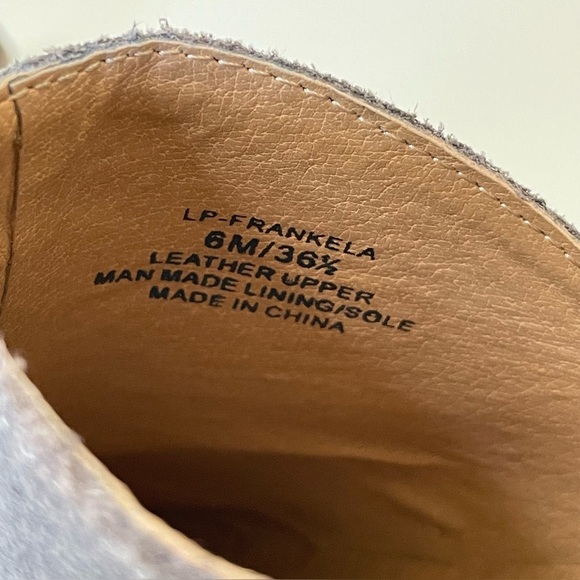 LP-FRANKELA
6M/36½
LEATHER UPPER
MAN MADE LINING/SOLE
MADE IN CHINA